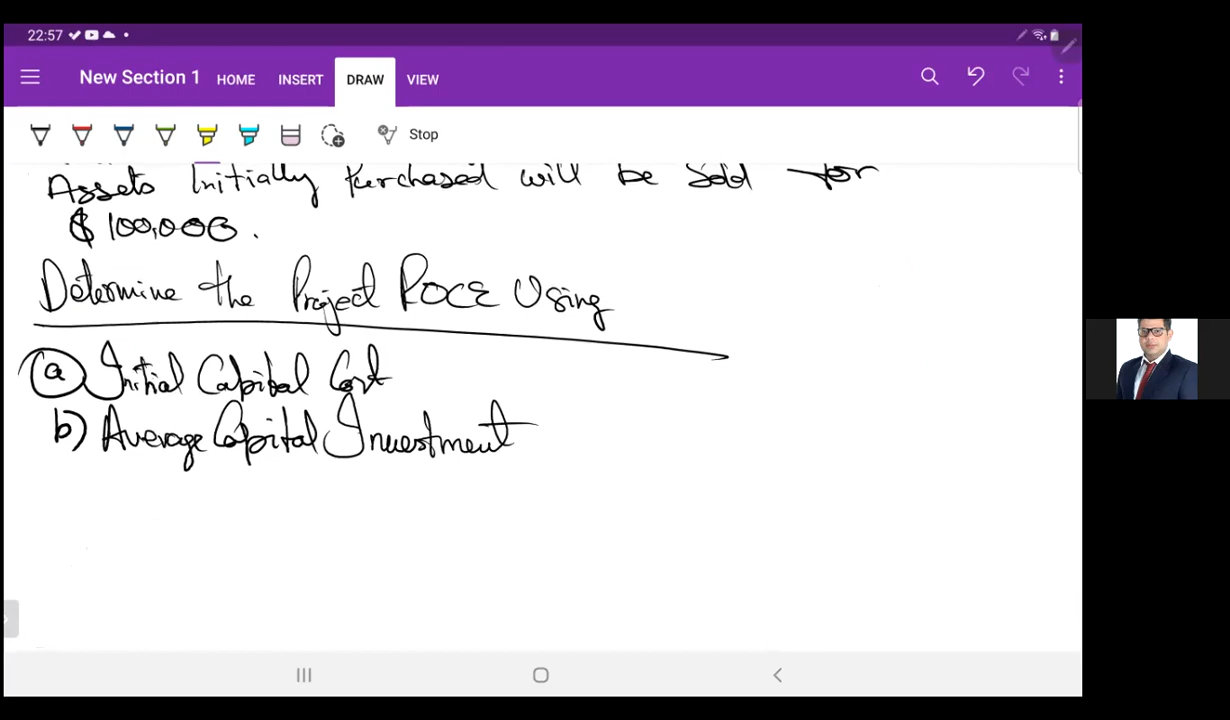 22:57
New Section 1 HOME INSERT DRAW VIEW
Stop
Assets Initially Purchased will be Sold for
$ 100,000.
Determine the Project ROCE Using
a Initial Capital Cost
b) Average Capital Investment